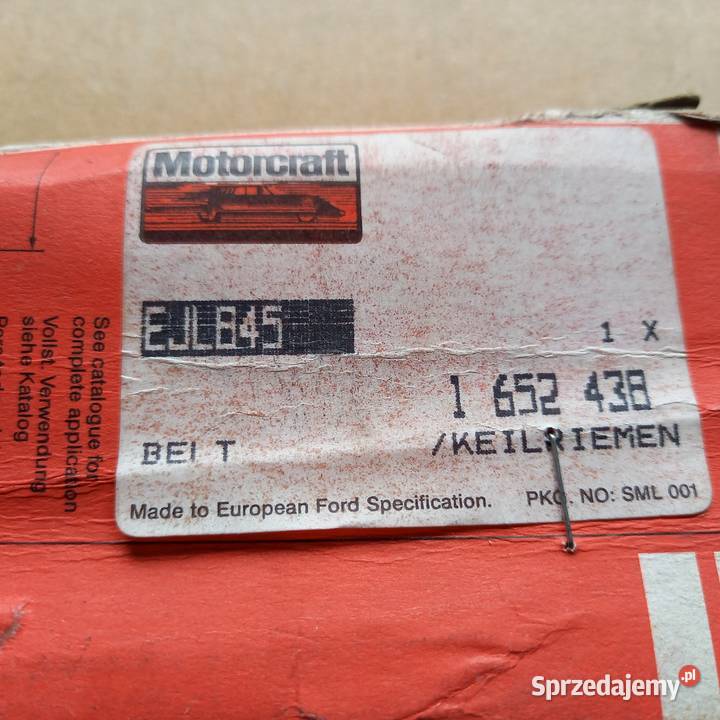 Motorcraft
EJLB45
1 X
1 652 438
BELT /KEILRIEMEN
Made to European Ford Specification. PKG. NO: SML 001
See catalogue for
complete application
Vollst. Verwendung
siehe Katalog
Sprzedajemy.pl